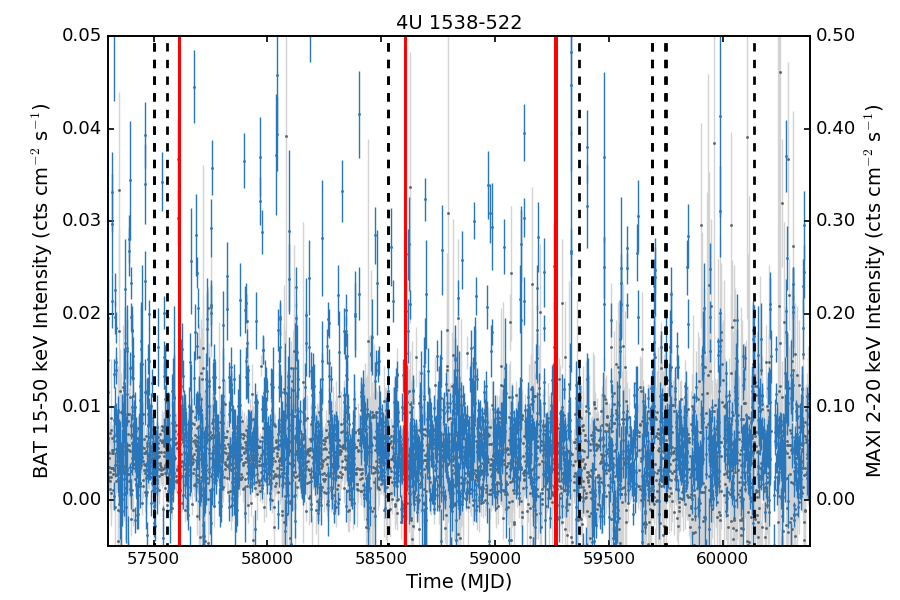 4U 1538-522
0.05
0.04
0.03
0.02
0.01
0.00
BAT 15-50 keV Intensity (cts cm⁻² s⁻¹)
0.50
0.40
0.30
0.20
0.10
0.00
MAXI 2-20 keV Intensity (cts cm⁻² s⁻¹)
57500 58000 58500 59000 59500 60000
Time (MJD)